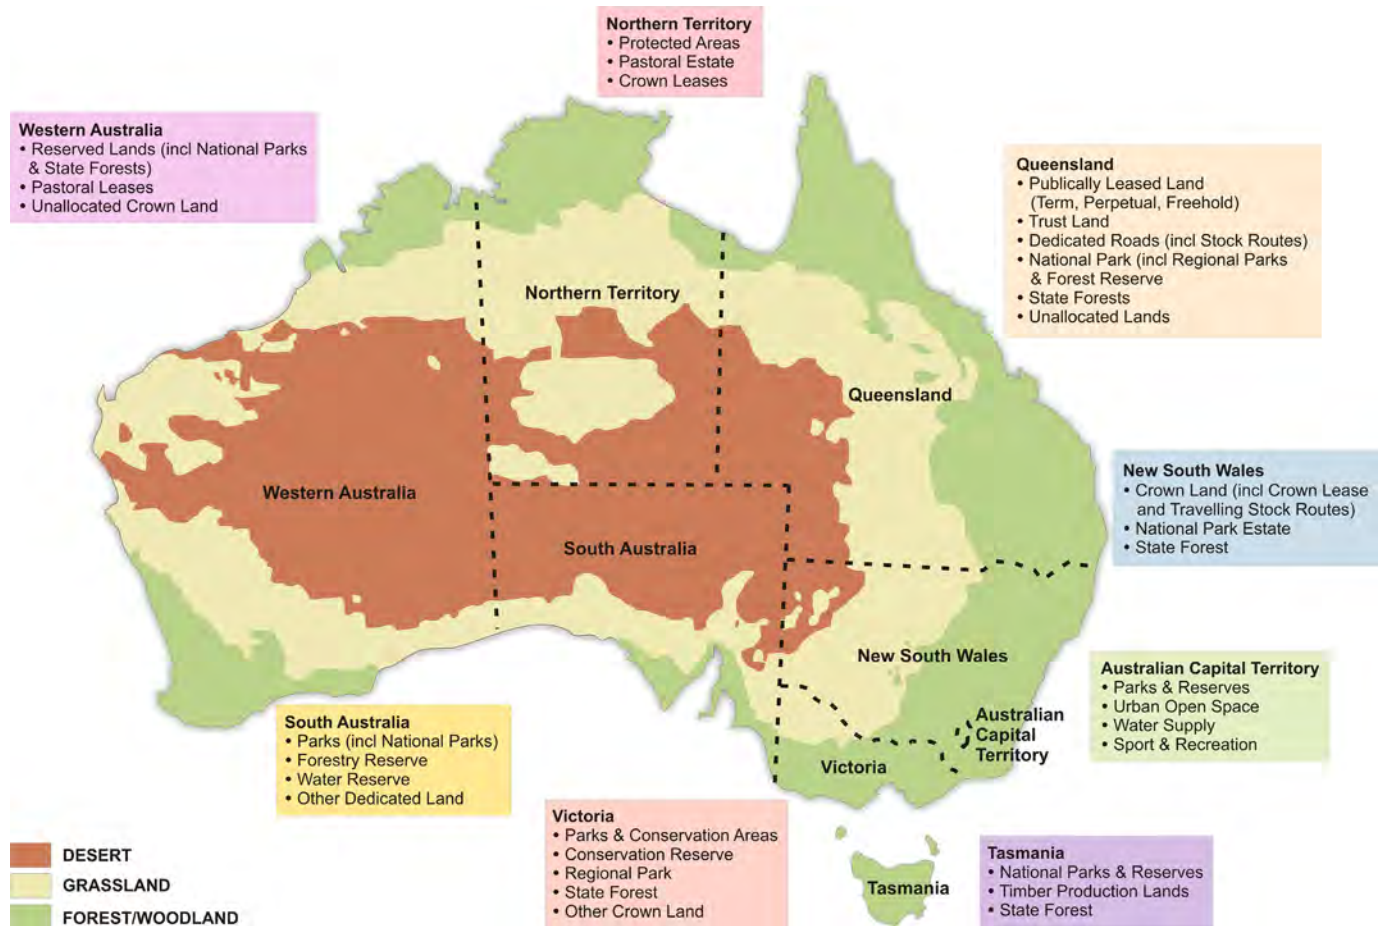 Northern Territory
• Protected Areas
• Pastoral Estate
• Crown Leases
Western Australia
• Reserved Lands (incl National Parks
& State Forests)
• Pastoral Leases
• Unallocated Crown Land
Queensland
• Publically Leased Land
(Term, Perpetual, Freehold)
• Trust Land
• Dedicated Roads (incl Stock Routes)
• National Park (incl Regional Parks
& Forest Reserve
• State Forests
• Unallocated Lands
Northern Territory
Queensland
Western Australia
South Australia
New South Wales
• Crown Land (incl Crown Lease
and Travelling Stock Routes)
• National Park Estate
• State Forest
New South Wales
Australian
Capital
Territory
Victoria
Australian Capital Territory
• Parks & Reserves
• Urban Open Space
• Water Supply
• Sport & Recreation
South Australia
• Parks (incl National Parks)
• Forestry Reserve
• Water Reserve
• Other Dedicated Land
Victoria
• Parks & Conservation Areas
• Conservation Reserve
• Regional Park
• State Forest
• Other Crown Land
Tasmania
Tasmania
• National Parks & Reserves
• Timber Production Lands
• State Forest
DESERT
GRASSLAND
FOREST/WOODLAND